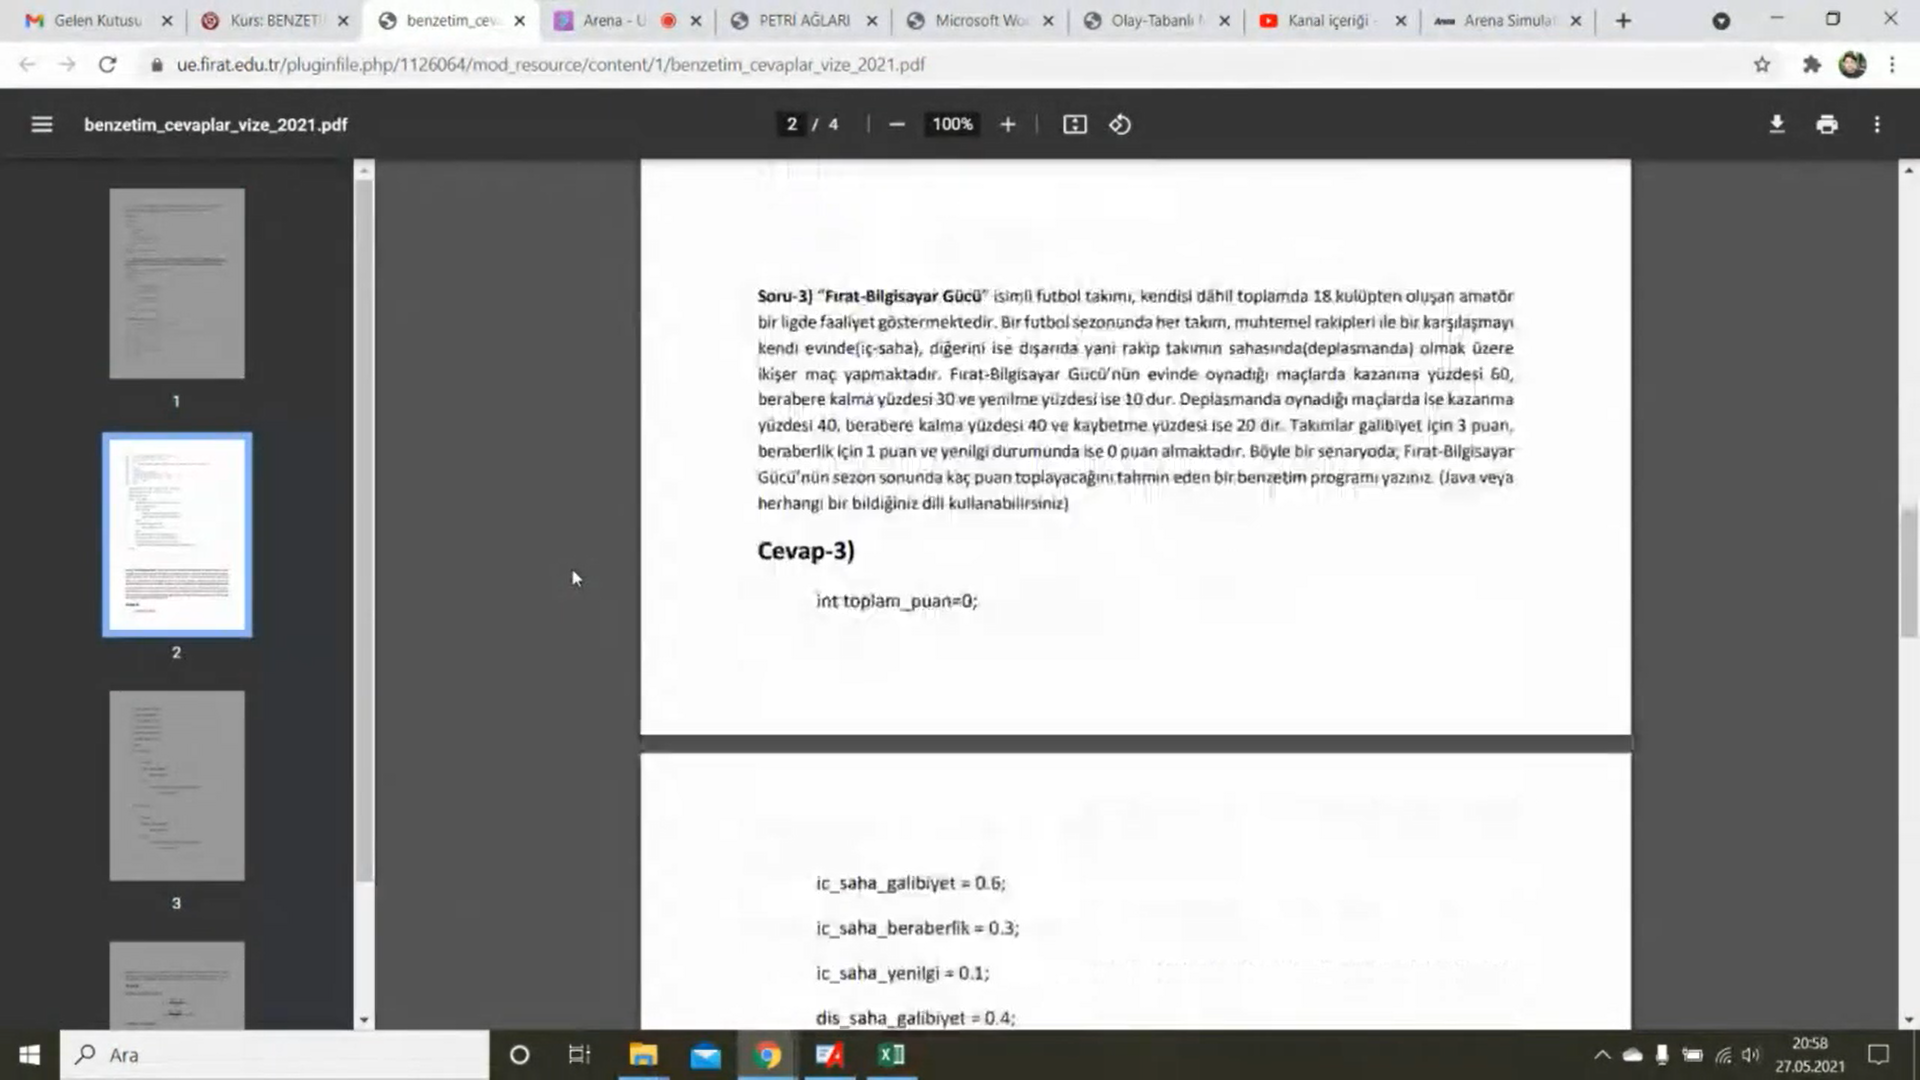 Gelen Kutusu
Kurs: BENZETİ
benzetim_cev
Arena - U
PETRİ AĞLARI
Microsoft Wo
Olay-Tabanlı
Kanal içeriği -
Arena Simulat
ue.firat.edu.tr/pluginfile.php/1126064/mod_resource/content/1/benzetim_cevaplar_vize_2021.pdf
benzetim_cevaplar_vize_2021.pdf
2 / 4
100%
1
2
3
Soru-3) "Fırat-Bilgisayar Gücü" isimli futbol takımı, kendisi dâhil toplamda 18 kulüpten oluşan amatör
bir ligde faaliyet göstermektedir. Bir futbol sezonunda her takım, muhtemel rakipleri ile bir karşılaşmayı
kendi evinde(iç-saha), diğerini ise dışarıda yani rakip takımın sahasında(deplasmanda) olmak üzere
ikişer maç yapmaktadır. Fırat-Bilgisayar Gücü'nün evinde oynadığı maçlarda kazanma yüzdesi 60,
berabere kalma yüzdesi 30 ve yenilme yüzdesi ise 10 dur. Deplasmanda oynadığı maçlarda ise kazanma
yüzdesi 40, berabere kalma yüzdesi 40 ve kaybetme yüzdesi ise 20 dir. Takımlar galibiyet için 3 puan,
beraberlik için 1 puan ve yenilgi durumunda ise 0 puan almaktadır. Böyle bir senaryoda, Fırat-Bilgisayar
Gücü'nün sezon sonunda kaç puan toplayacağını tahmin eden bir benzetim programı yazınız. (Java veya
herhangi bir bildiğiniz dili kullanabilirsiniz)
Cevap-3)
int toplam_puan=0;
ic_saha_galibiyet = 0.6;
ic_saha_beraberlik = 0.3;
ic_saha_yenilgi = 0.1;
dis_saha_galibiyet = 0.4;
Ara
20:58
27.05.2021